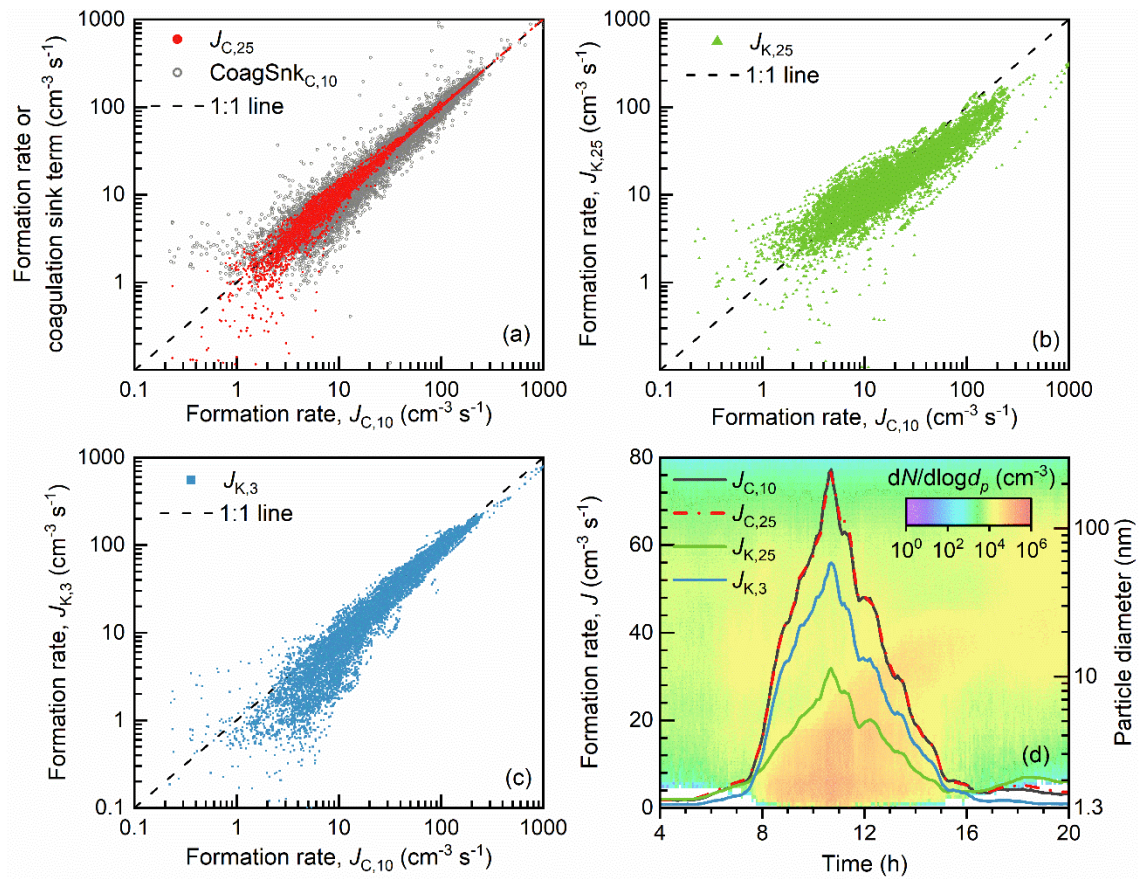 1000
100
10
1
0.1
1
10
100
1000
Formation rate or
coagulation sink term (cm⁻³ s⁻¹)
J_C,25
CoagSnk_C,10
1:1 line
(a)
Formation rate, J_C,10 (cm⁻³ s⁻¹)
1000
100
10
1
0.1
1
10
100
1000
Formation rate, J_K,25 (cm⁻³ s⁻¹)
J_K,25
1:1 line
(b)
Formation rate, J_C,10 (cm⁻³ s⁻¹)
1000
100
10
1
0.1
0.1
1
10
100
1000
Formation rate, J_K,3 (cm⁻³ s⁻¹)
J_K,3
1:1 line
(c)
Formation rate, J_C,10 (cm⁻³ s⁻¹)
80
60
40
20
0
4
8
12
16
20
Formation rate, J (cm⁻³ s⁻¹)
J_C,10
J_C,25
J_K,25
J_K,3
dN/dlogd_p (cm⁻³)
10⁰ 10² 10⁴ 10⁶
100
10
1.3
Particle diameter (nm)
(d)
Time (h)